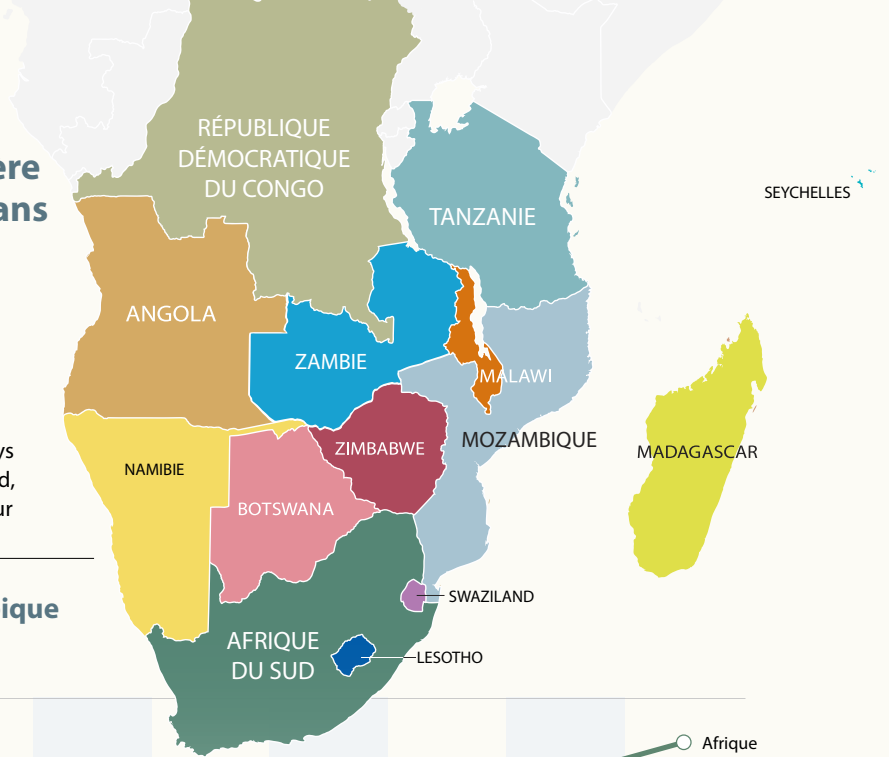 RÉPUBLIQUE
DÉMOCRATIQUE
DU CONGO
ans
SEYCHELLES
TANZANIE
ANGOLA
ZAMBIE
MALAWI
MOZAMBIQUE
ZIMBABWE
MADAGASCAR
NAMIBIE
BOTSWANA
SWAZILAND
ique
AFRIQUE
DU SUD
LESOTHO
Afrique